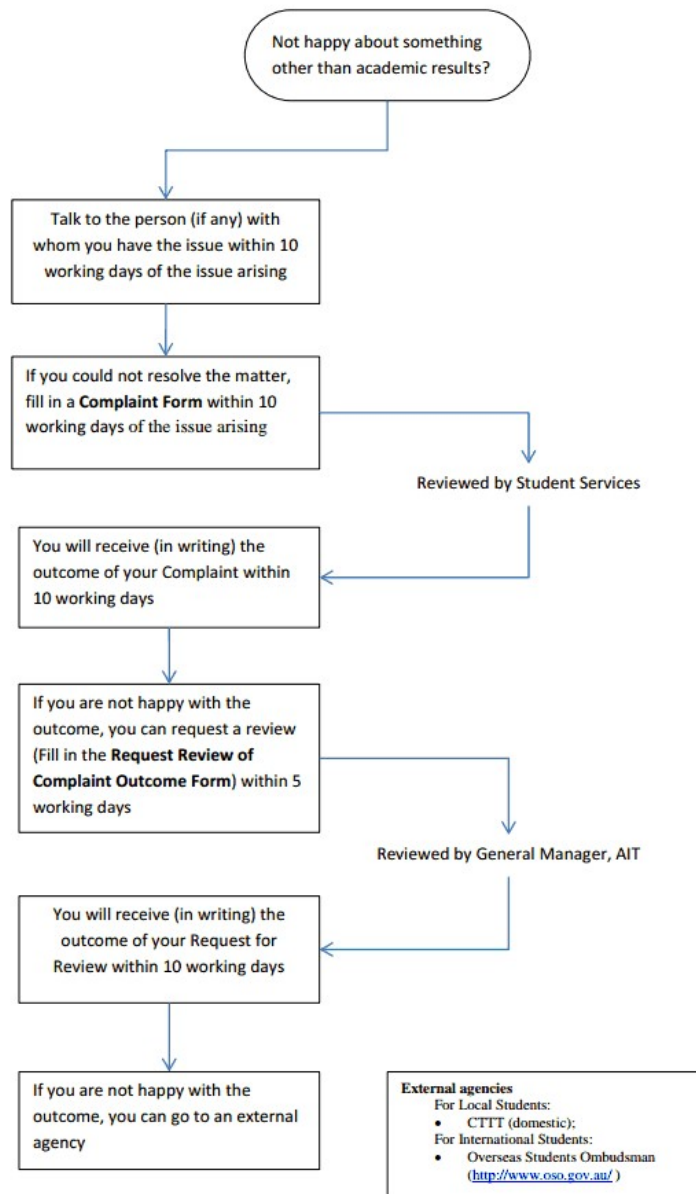 Not happy about something
other than academic results?
Talk to the person (if any) with
whom you have the issue within 10
working days of the issue arising
If you could not resolve the matter,
fill in a Complaint Form within 10
working days of the issue arising
Reviewed by Student Services
You will receive (in writing) the
outcome of your Complaint within
10 working days
If you are not happy with the
outcome, you can request a review
(Fill in the Request Review of
Complaint Outcome Form) within 5
working days
Reviewed by General Manager, AIT
You will receive (in writing) the
outcome of your Request for
Review within 10 working days
If you are not happy with the
outcome, you can go to an external
agency
External agencies
For Local Students:
• CTTT (domestic);
For International Students:
• Overseas Students Ombudsman
(http://www.oso.gov.au/ )